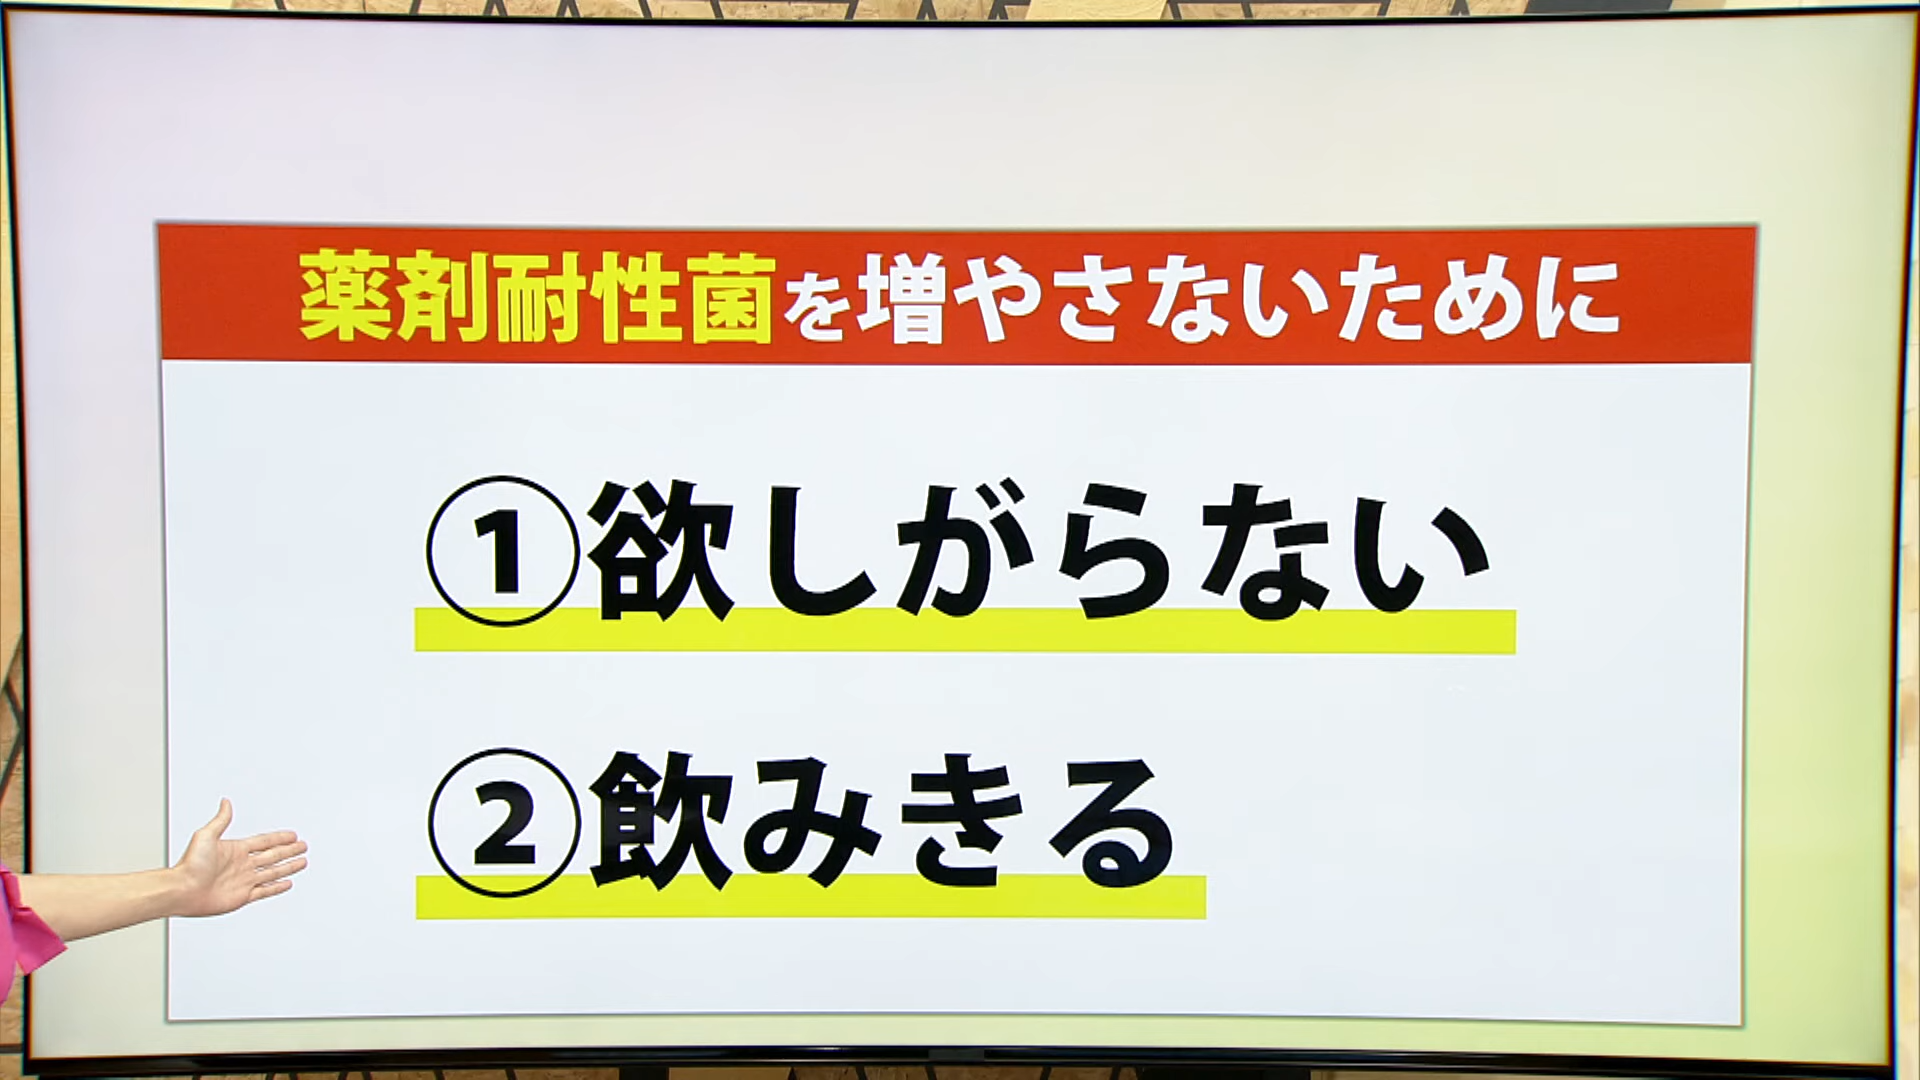 薬剤耐性菌を増やさないために
①欲しがらない
②飲みきる